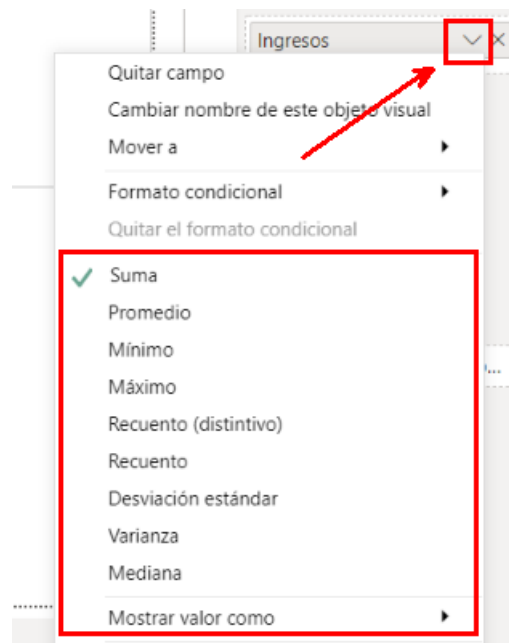 Ingresos
Quitar campo
Cambiar nombre de este objeto visual
Mover a
Formato condicional
Quitar el formato condicional
Suma
Promedio
Mínimo
Máximo
Recuento (distintivo)
Recuento
Desviación estándar
Varianza
Mediana
Mostrar valor como